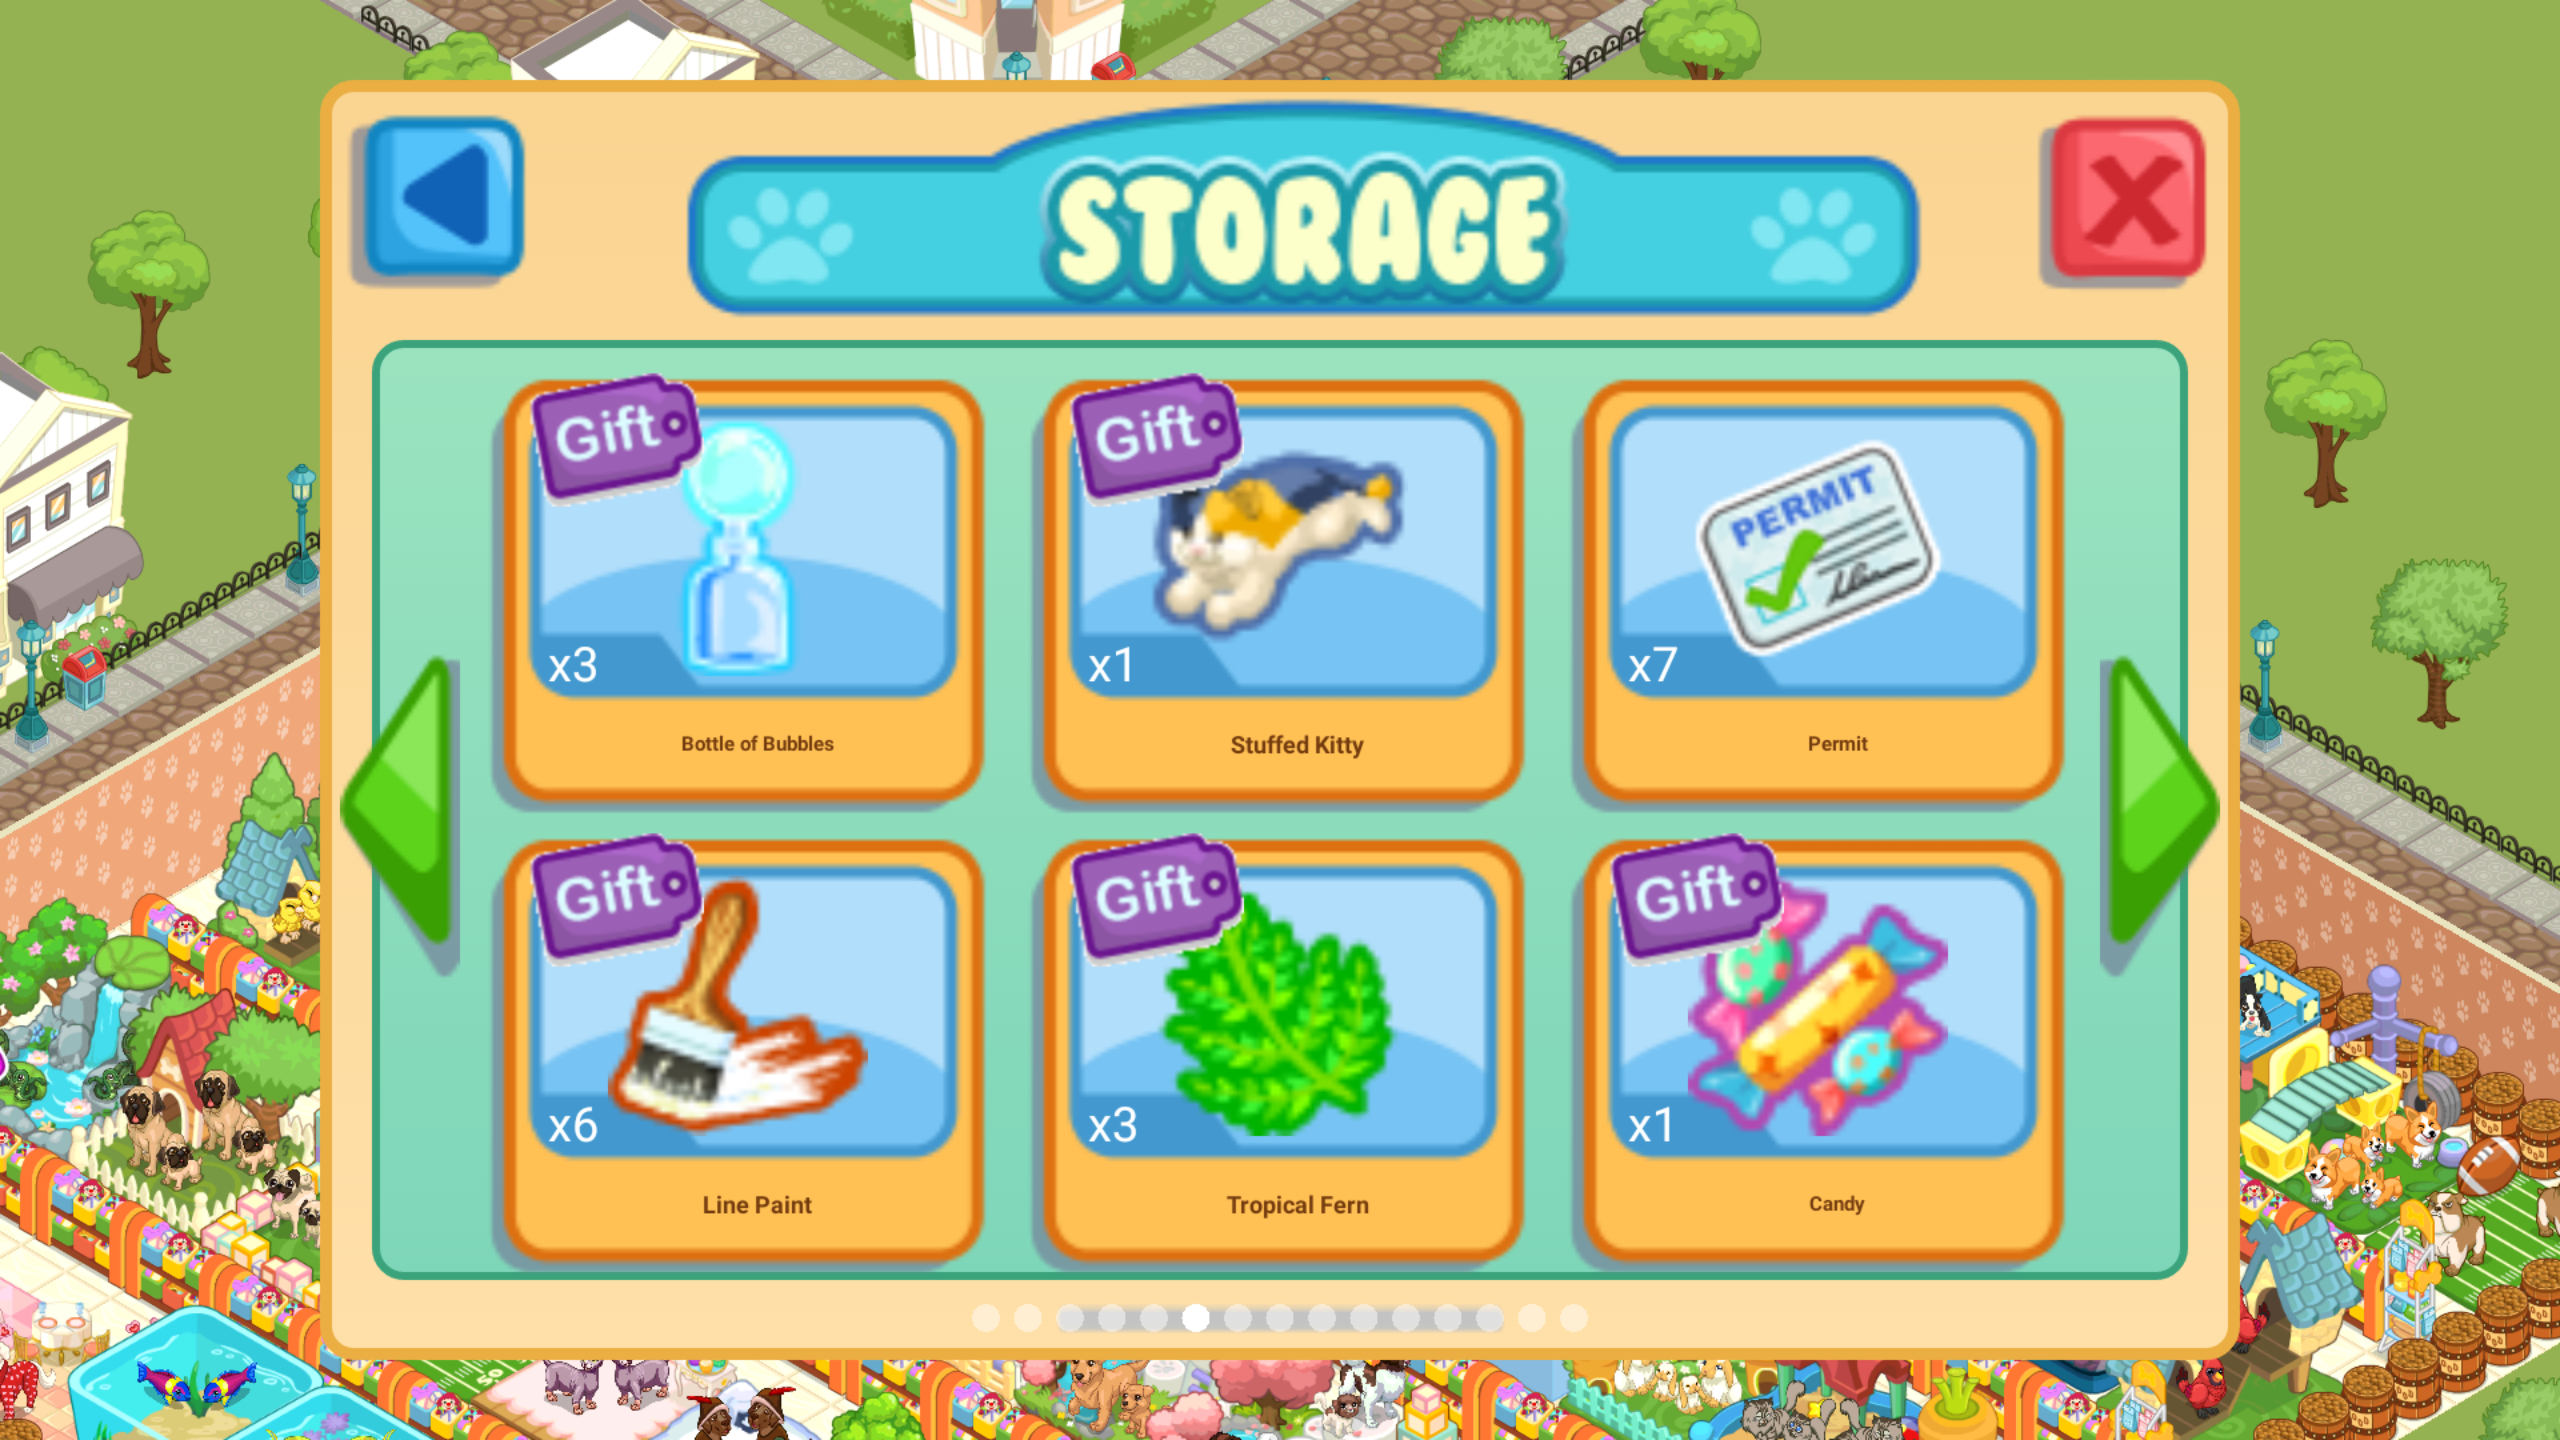 STORAGE
Gift
x3
Bottle of Bubbles
Gift
x1
Stuffed Kitty
PERMIT
x7
Permit
Gift
x6
Line Paint
Gift
x3
Tropical Fern
Gift
x1
Candy
50